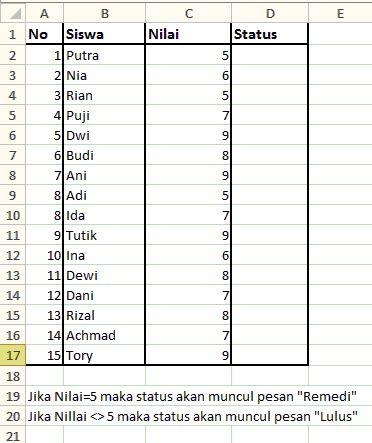 A B C D E
1 No Siswa Nilai Status
2 1 Putra 5
3 2 Nia 6
4 3 Rian 5
5 4 Puji 7
6 5 Dwi 9
7 6 Budi 8
8 7 Ani 9
9 8 Adi 5
10 8 Ida 7
11 9 Tutik 9
12 10 Ina 6
13 11 Dewi 8
14 12 Dani 7
15 13 Rizal 8
16 14 Achmad 7
17 15 Tory 9
18
19 Jika Nilai=5 maka status akan muncul pesan "Remedi"
20 Jika Nillai <> 5 maka status akan muncul pesan "Lulus"
21